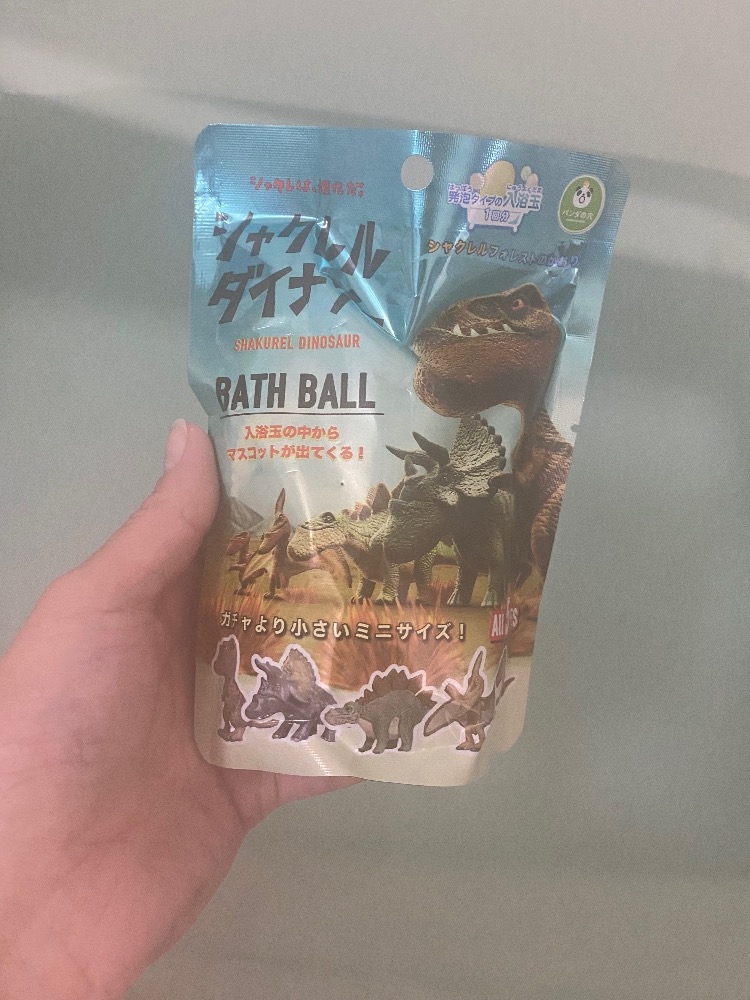 シャクレルは、進化だ。
発泡タイプの入浴玉
1回分
パンダの穴
シャクレルフォレストのかおり
シャクレル
ダイナ
SHAKUREL DINOSAUR
BATH BALL
入浴玉の中から
マスコットが出てくる!
ガチャより小さいミニサイズ!
All